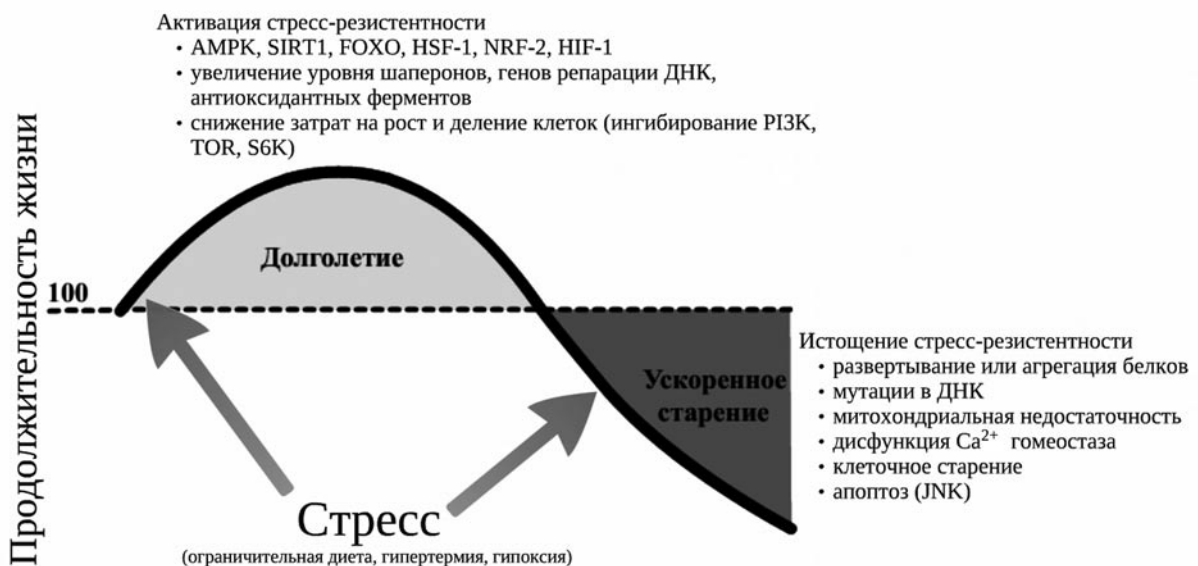 Активация стресс-резистентности
• AMPK, SIRT1, FOXO, HSF-1, NRF-2, HIF-1
• увеличение уровня шаперонов, генов репарации ДНК,
антиоксидантных ферментов
• снижение затрат на рост и деление клеток (ингибирование PI3K,
TOR, S6K)
Продолжительность жизни
Долголетие
100
Истощение стресс-резистентности
• развертывание или агрегация белков
• мутации в ДНК
• митохондриальная недостаточность
• дисфункция Ca²⁺ гомеостаза
• клеточное старение
• апоптоз (JNK)
Ускоренное
старение
Стресс
(ограничительная диета, гипертермия, гипоксия)